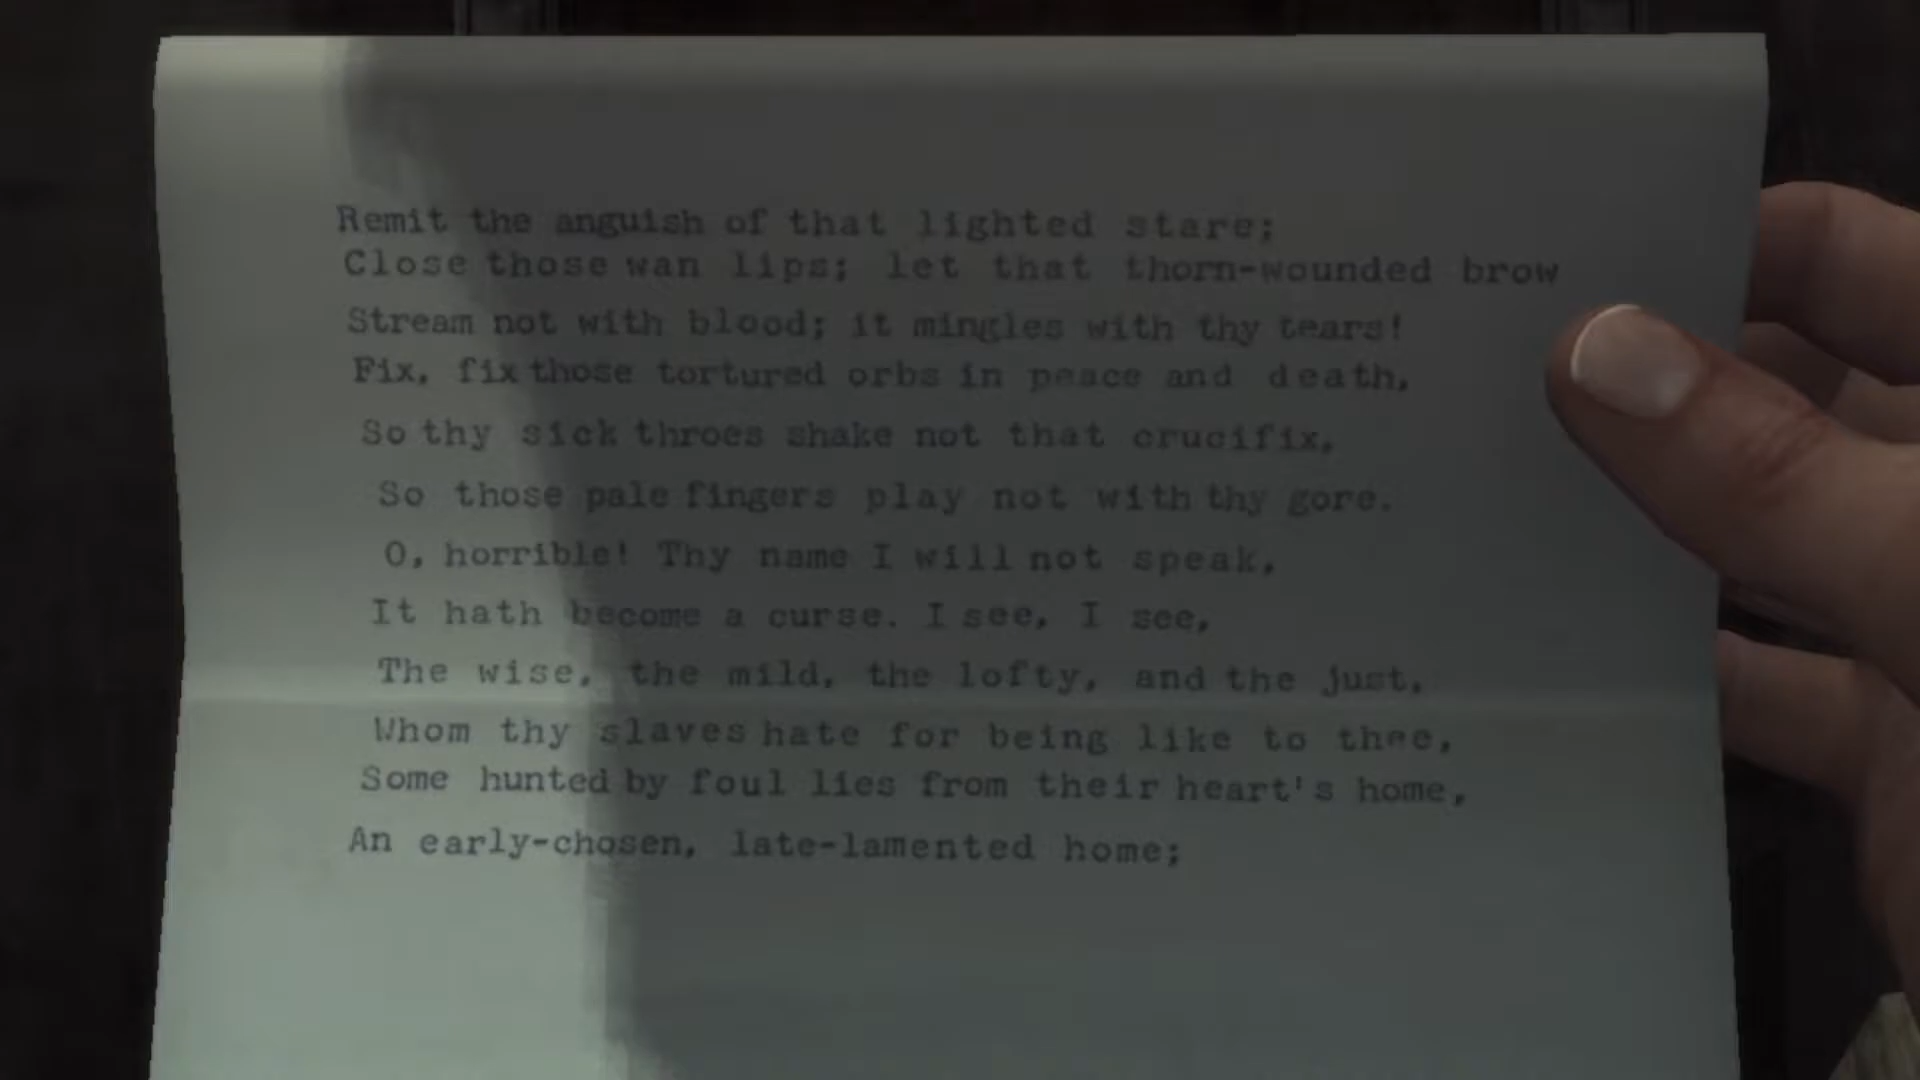 Remit the anguish of that lighted stare;
Close those wan lips; let that thorn-wounded brow
Stream not with blood; it mingles with thy tears!
Fix, fix those tortured orbs in peace and death,
So thy sick throes shake not that crucifix,
So those pale fingers play not with thy gore.
O, horrible! Thy name I will not speak,
It hath become a curse. I see, I see,
The wise, the mild, the lofty, and the just,
Whom thy slaves hate for being like to thee,
Some hunted by foul lies from their heart's home,
An early-chosen, late-lamented home;